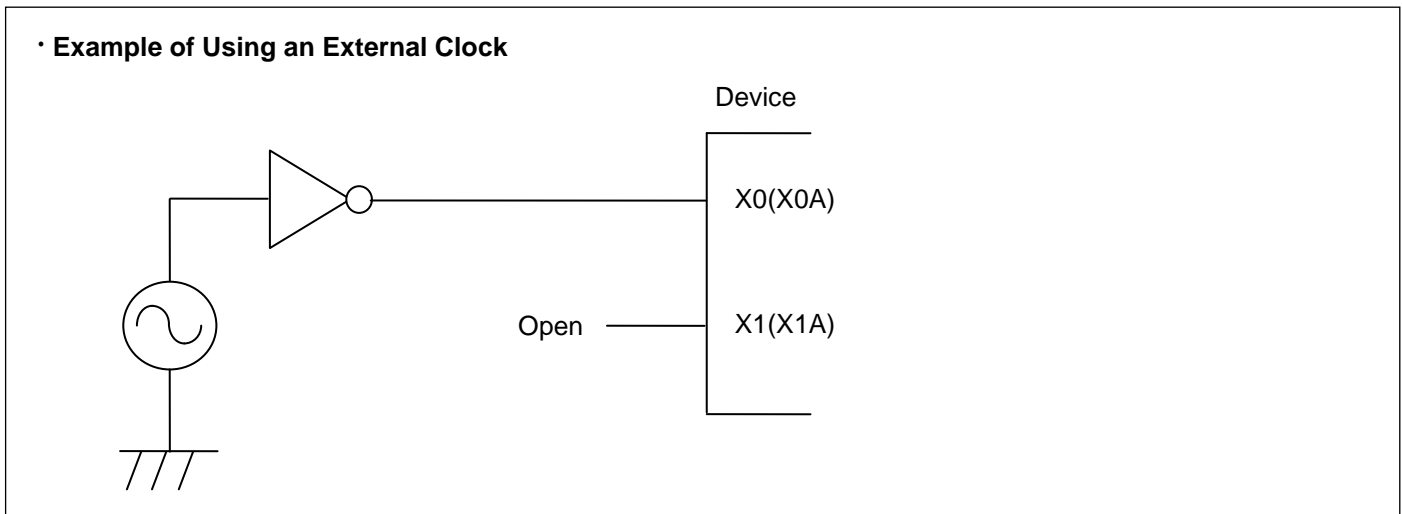 ・Example of Using an External Clock
Device
X0(X0A)
Open
X1(X1A)